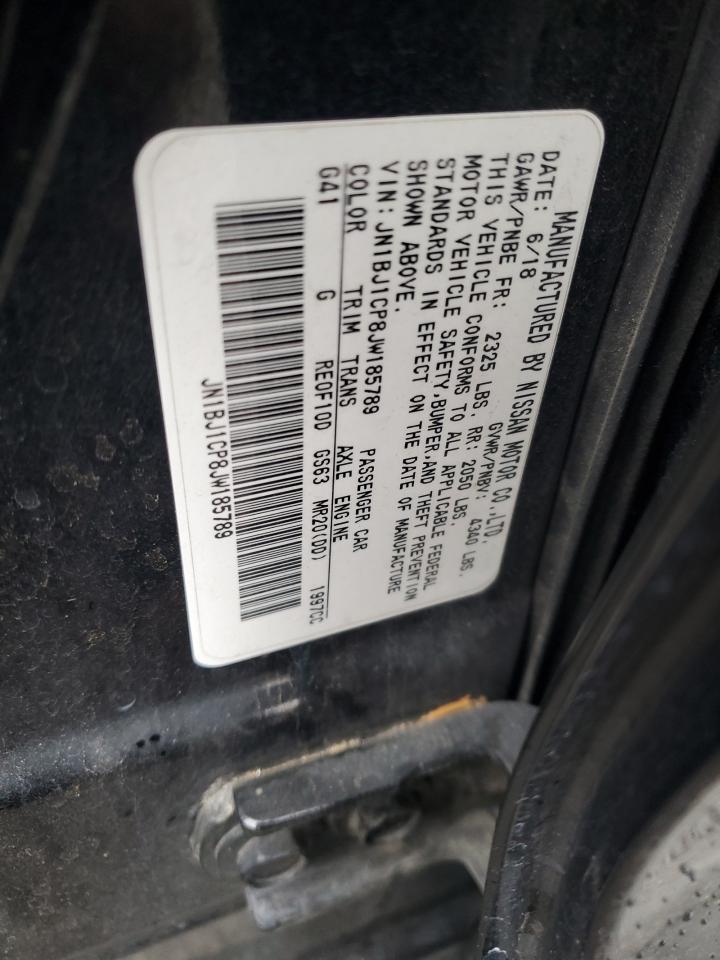 MANUFACTURED BY NISSAN MOTOR CO.,LTD.
DATE: 6/18 GVWR/PNBV: 4340 LBS.
GAWR/PNBE FR: 2325 LBS. RR: 2050 LBS.
THIS VEHICLE CONFORMS TO ALL APPLICABLE FEDERAL
MOTOR VEHICLE SAFETY,BUMPER,AND THEFT PREVENTION
STANDARDS IN EFFECT ON THE DATE OF MANUFACTURE
SHOWN ABOVE.
VIN: JN1BJ1CP8JW185789 PASSENGER CAR
COLOR TRIM TRANS AXLE ENGINE
G41 G RE0F10D GS63 MR20(DD) 1997CC
JN1BJ1CP8JW185789